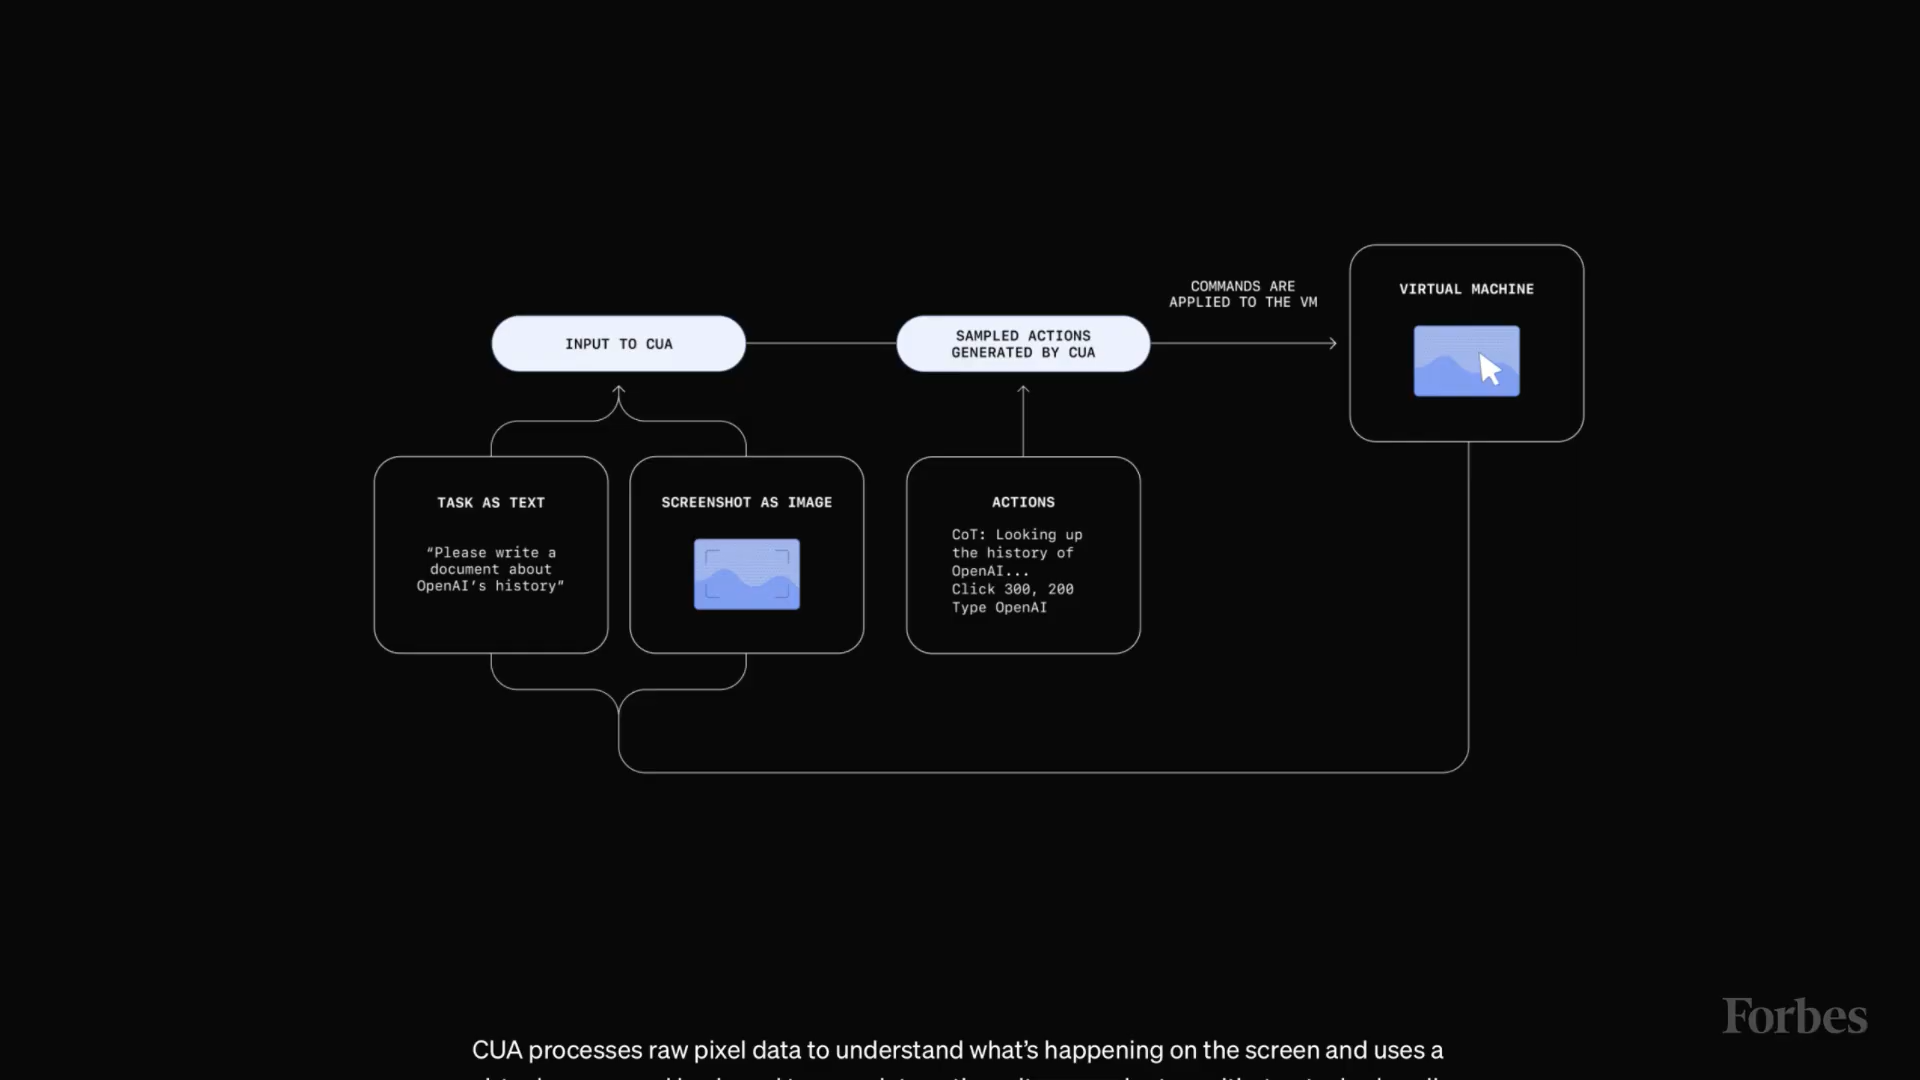 COMMANDS ARE
APPLIED TO THE VM
VIRTUAL MACHINE
INPUT TO CUA
SAMPLED ACTIONS
GENERATED BY CUA
TASK AS TEXT
“Please write a
document about
OpenAI’s history”
SCREENSHOT AS IMAGE
ACTIONS
CoT: Looking up
the history of
OpenAI...
Click 300, 200
Type OpenAI
Forbes
CUA processes raw pixel data to understand what’s happening on the screen and uses a